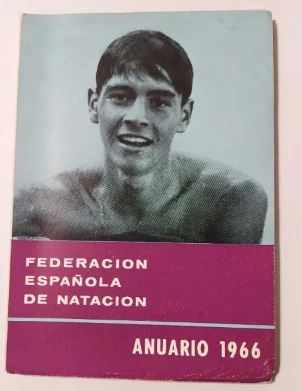 FEDERACION
ESPAÑOLA
DE NATACION
ANUARIO 1966